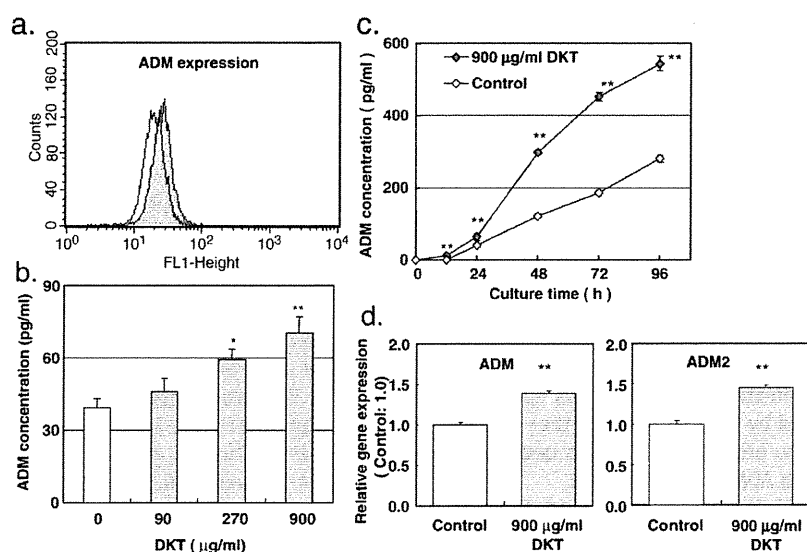 a.
ADM expression
Counts
200
160
120
80
40
0
10⁰ 10¹ 10² 10³ 10⁴
FL1-Height
b.
ADM concentration (pg/ml)
90
60
30
0
*
**
0 90 270 900
DKT ( µg/ml)
c.
ADM concentration ( pg/ml)
600
400
200
0
900 µg/ml DKT
Control
**
**
**
**
**
0 24 48 72 96
Culture time ( h )
d.
Relative gene expression
( Control: 1.0)
2.0
1.5
1.0
0.5
0.0
ADM
**
Control 900 µg/ml
DKT
2.0
1.5
1.0
0.5
0.0
ADM2
**
Control 900 µg/ml
DKT